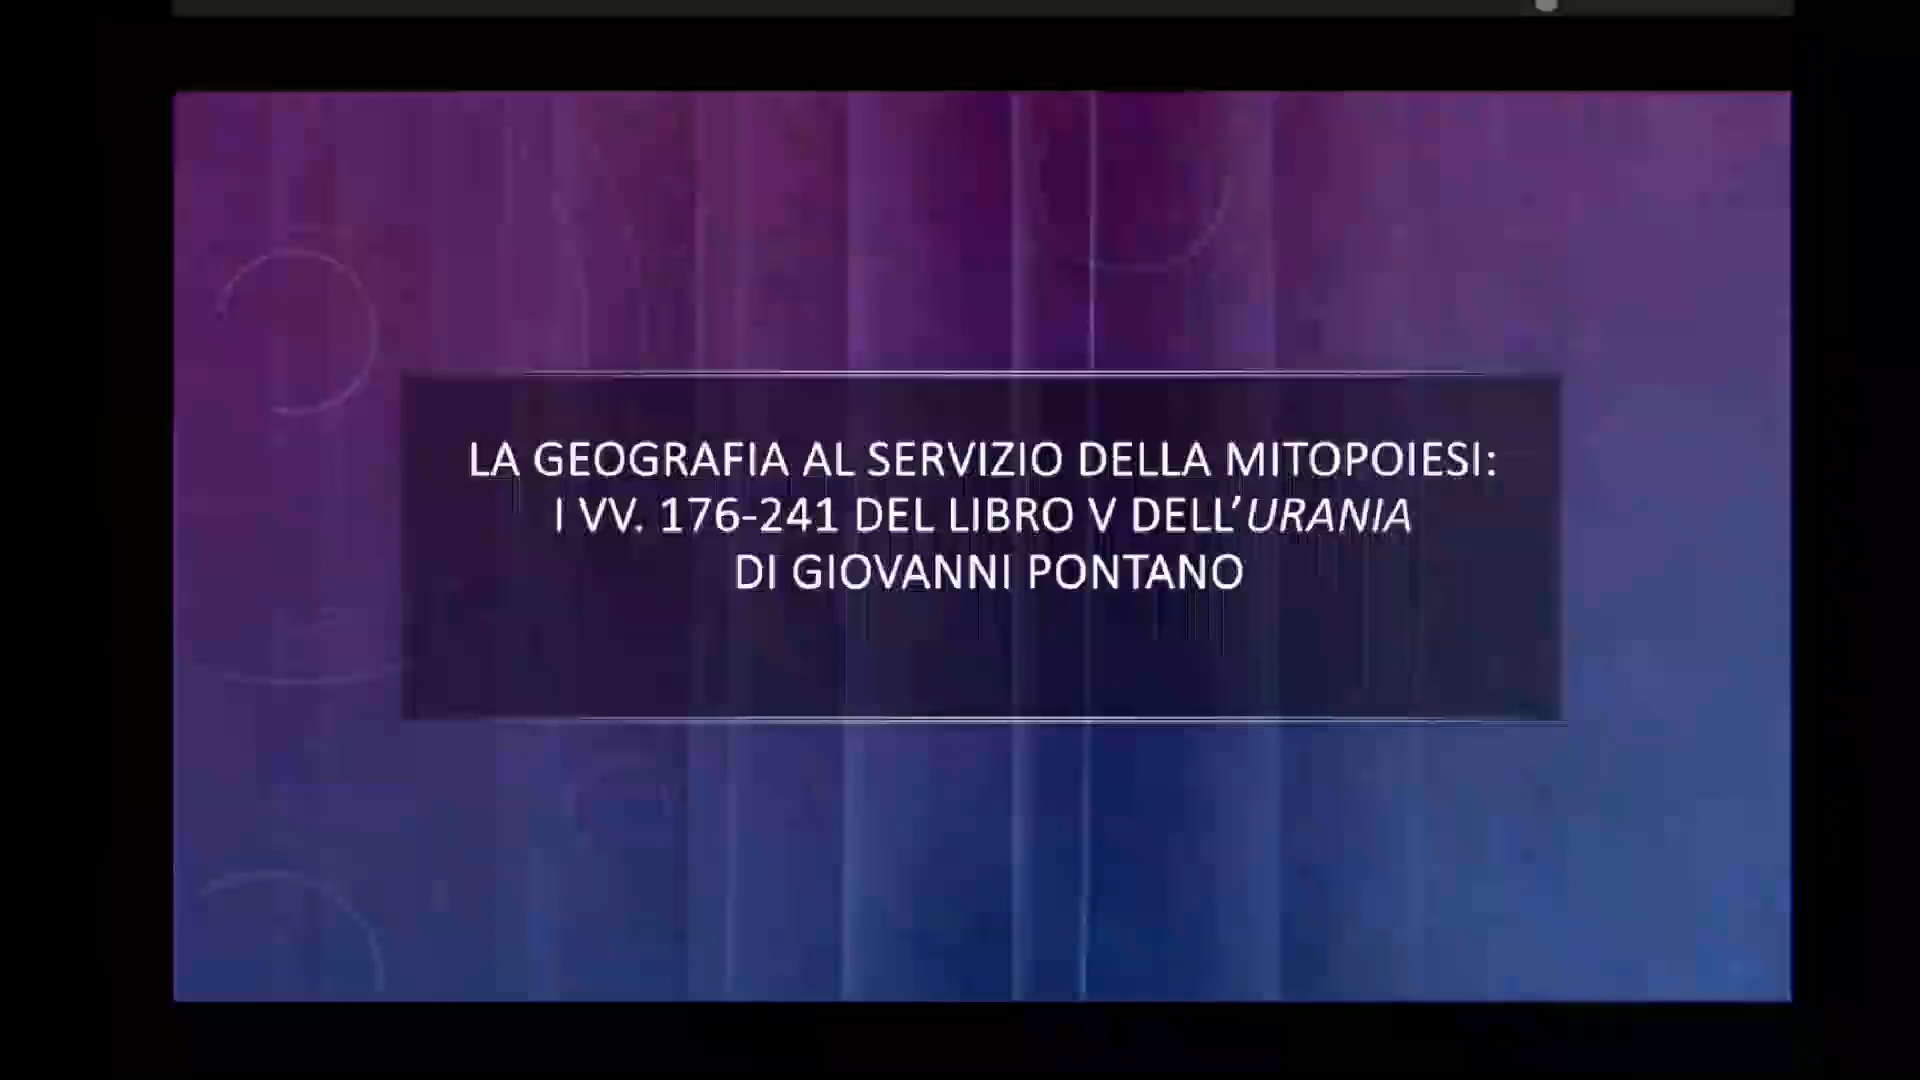 LA GEOGRAFIA AL SERVIZIO DELLA MITOPOIESI:
I VV. 176-241 DEL LIBRO V DELL’URANIA
DI GIOVANNI PONTANO